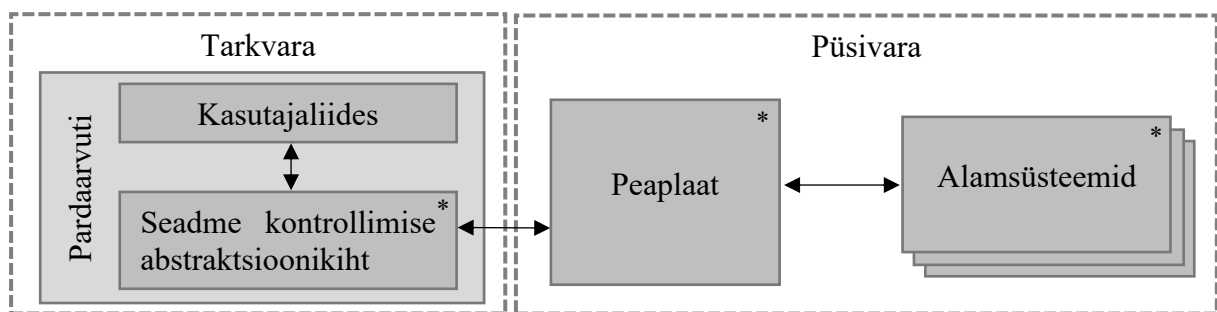 Tarkvara
Püsivara
Pardaarvuti
Kasutajaliides
Seadme kontrollimise*
abstraktsioonikiht
Peaplaat
*
Alamsüsteemid
*